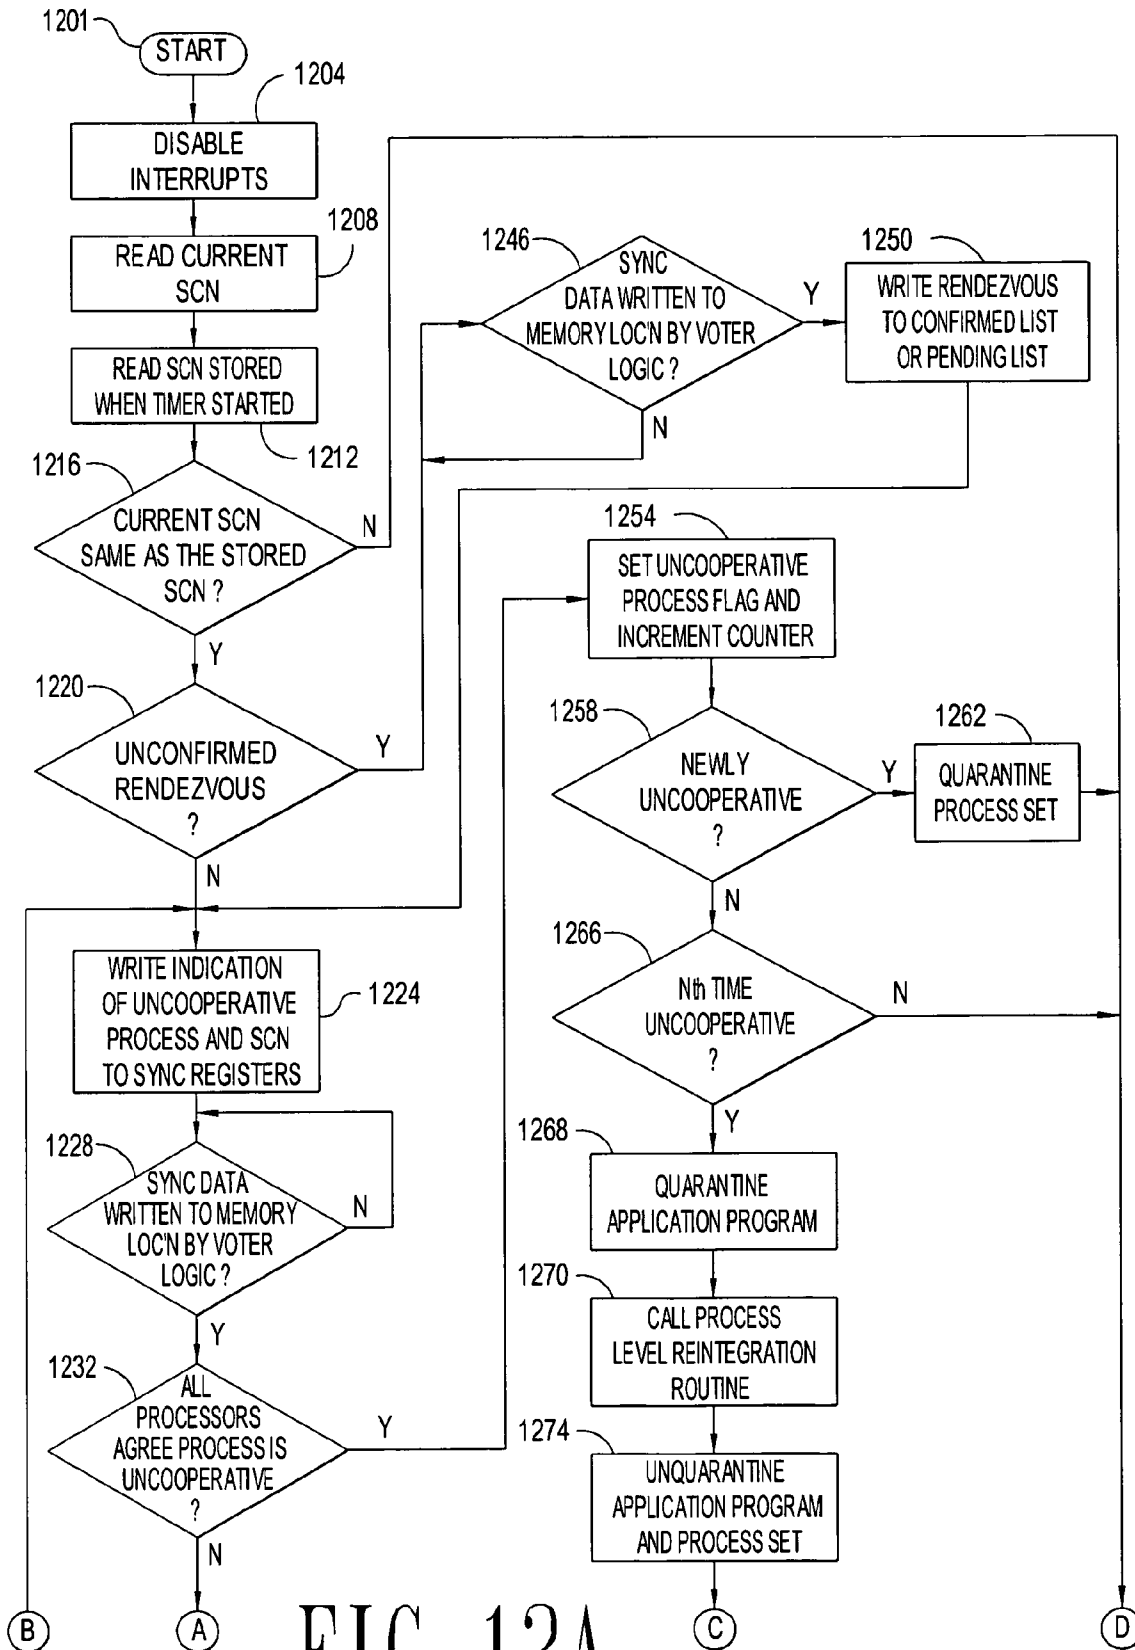 1201
START
1204
DISABLE
INTERRUPTS
1208
READ CURRENT
SCN
READ SCN STORED
WHEN TIMER STARTED
1212
1216
CURRENT SCN
SAME AS THE STORED
SCN ?
N
Y
1220
UNCONFIRMED
RENDEZVOUS
?
Y
N
WRITE INDICATION
OF UNCOOPERATIVE
PROCESS AND SCN
TO SYNC REGISTERS
1224
1228
SYNC DATA
WRITTEN TO MEMORY
LOC'N BY VOTER
LOGIC ?
N
Y
1232
ALL
PROCESSORS
AGREE PROCESS IS
UNCOOPERATIVE
?
Y
N
1246
SYNC
DATA WRITTEN TO
MEMORY LOC'N BY VOTER
LOGIC ?
Y
N
1250
WRITE RENDEZVOUS
TO CONFIRMED LIST
OR PENDING LIST
1254
SET UNCOOPERATIVE
PROCESS FLAG AND
INCREMENT COUNTER
1258
NEWLY
UNCOOPERATIVE
?
Y
N
1262
QUARANTINE
PROCESS SET
1266
Nth TIME
UNCOOPERATIVE
?
N
Y
1268
QUARANTINE
APPLICATION PROGRAM
1270
CALL PROCESS
LEVEL REINTEGRATION
ROUTINE
1274
UNQUARANTINE
APPLICATION PROGRAM
AND PROCESS SET
B
A
C
D
FIG. 12A